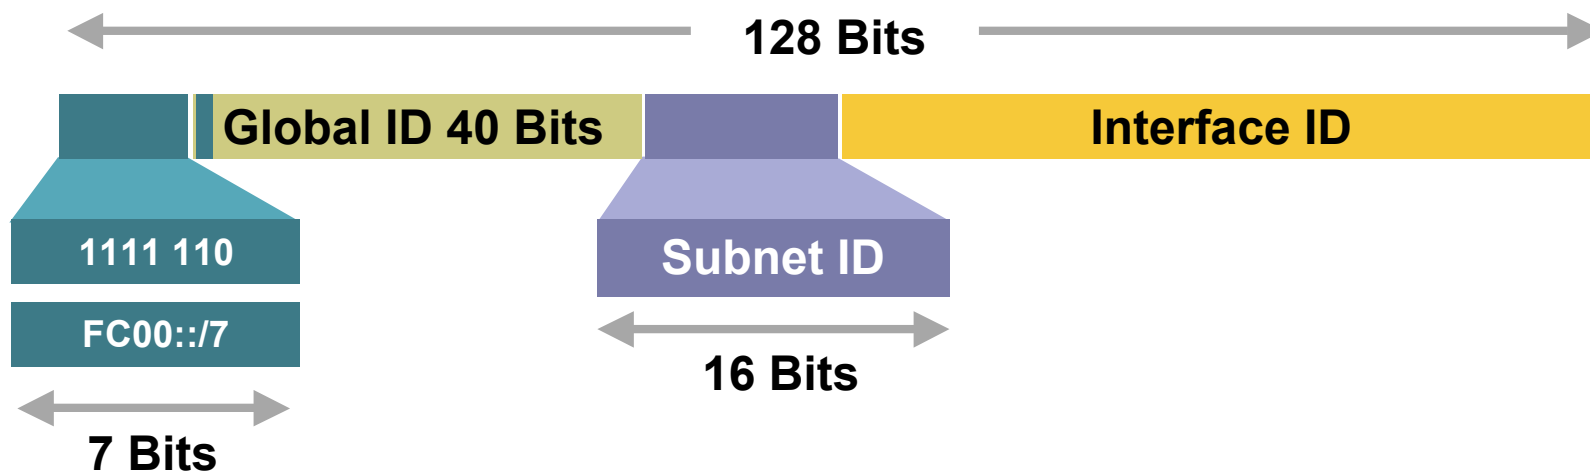 128 Bits
Global ID 40 Bits
Interface ID
1111 110
Subnet ID
FC00::/7
16 Bits
7 Bits